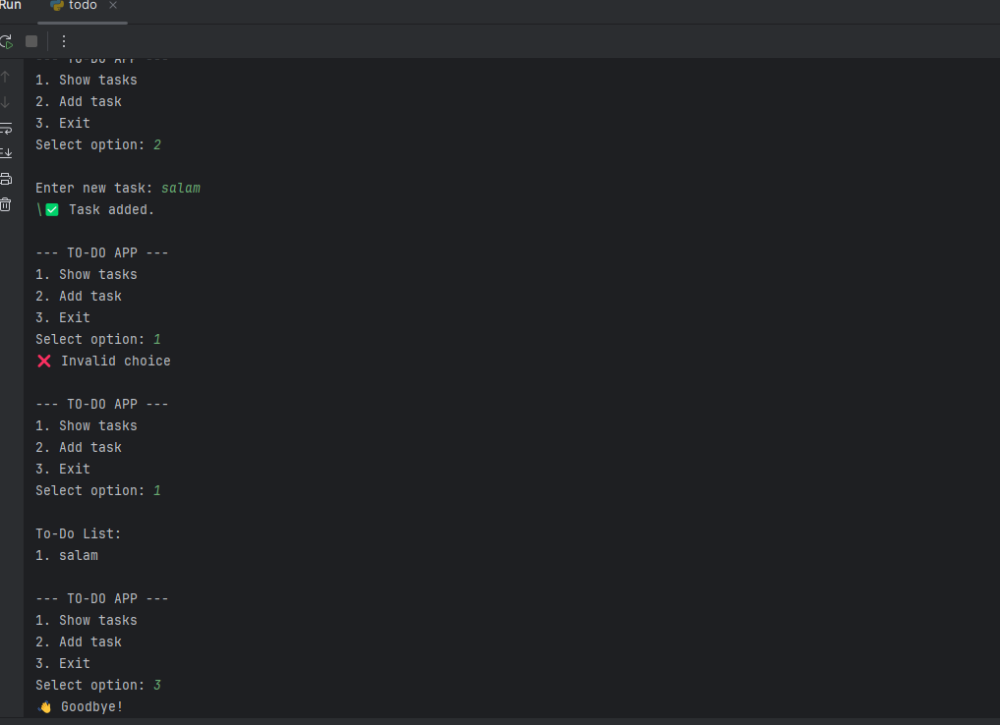 Run todo
--- TO-DO APP ---
1. Show tasks
2. Add task
3. Exit
Select option: 2
Enter new task: salam
\✅ Task added.
--- TO-DO APP ---
1. Show tasks
2. Add task
3. Exit
Select option: 1
❌ Invalid choice
--- TO-DO APP ---
1. Show tasks
2. Add task
3. Exit
Select option: 1
To-Do List:
1. salam
--- TO-DO APP ---
1. Show tasks
2. Add task
3. Exit
Select option: 3
👋 Goodbye!